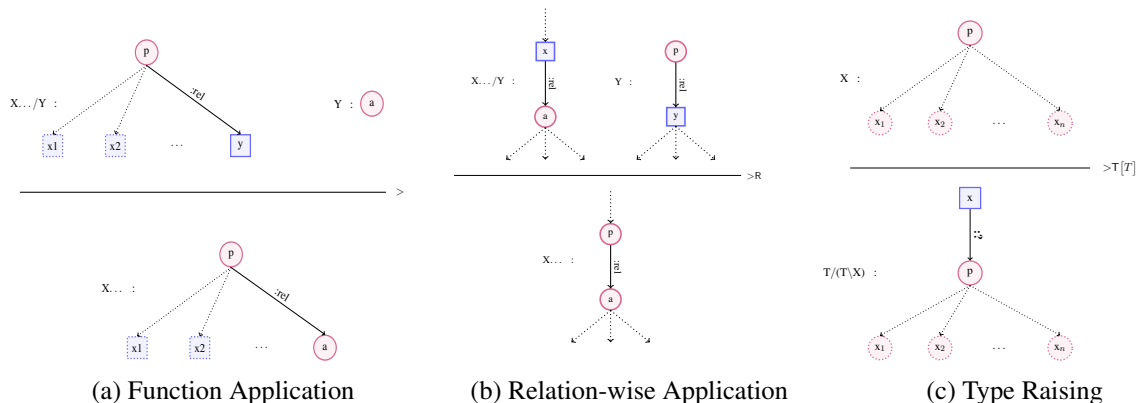 p
:rel
X…/Y :
x1
x2
…
y
Y :
a
>
p
:rel
X… :
x1
x2
…
a
(a) Function Application
x
X…/Y :
:rel
a
p
Y :
:rel
y
>R
p
X… :
:rel
a
(b) Relation-wise Application
p
X :
x₁
x₂
…
xₙ
>T[T]
x
:?
T/(T\X) :
p
x₁
x₂
…
xₙ
(c) Type Raising